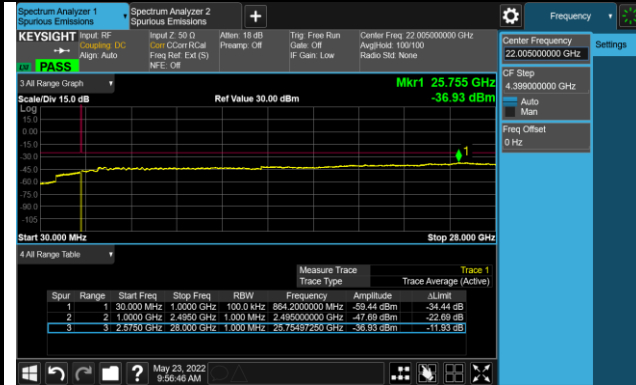 Spectrum Analyzer 1
Spurious Emissions
Spectrum Analyzer 2
Spurious Emissions
+
Frequency
KEYSIGHT
Input: RF
Coupling: DC
Align: Auto
Input Z: 50 Ω
Corr CCorr RCal
Freq Ref: Ext (S)
NFE: Off
Atten: 18 dB
Preamp: Off
Trig: Free Run
Gate: Off
IF Gain: Low
Center Freq: 22.005000000 GHz
Avg|Hold: 100/100
Radio Std: None
PASS
Center Frequency
22.005000000 GHz
Settings
CF Step
4.399000000 GHz
Auto
Man
Freq Offset
0 Hz
3 All Range Graph
Mkr1 25.755 GHz
-36.93 dBm
Scale/Div 15.0 dB
Ref Value 30.00 dBm
Log
15.0
0.00
-15.0
-30.0
-45.0
-60.0
-75.0
-90.0
-105
1
Start 30.000 MHz
Stop 28.000 GHz
4 All Range Table
Measure Trace Trace 1
Trace Type Trace Average (Active)
Spur Range Start Freq Stop Freq RBW Frequency Amplitude ΔLimit
1 1 30.000 MHz 1.0000 GHz 100.0 kHz 864.2000000 MHz -59.44 dBm -34.44 dB
2 2 1.0000 GHz 2.4950 GHz 1.000 MHz 2.495000000 GHz -47.69 dBm -22.69 dB
3 3 2.5750 GHz 28.000 GHz 1.000 MHz 25.75497250 GHz -36.93 dBm -11.93 dB
?
May 23, 2022
9:56:46 AM